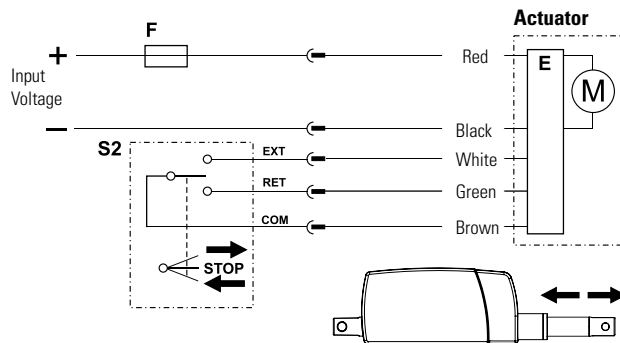 Actuator
F
+
Red
E
Input
Voltage
M
−
Black
S2
EXT
White
RET
Green
COM
Brown
STOP